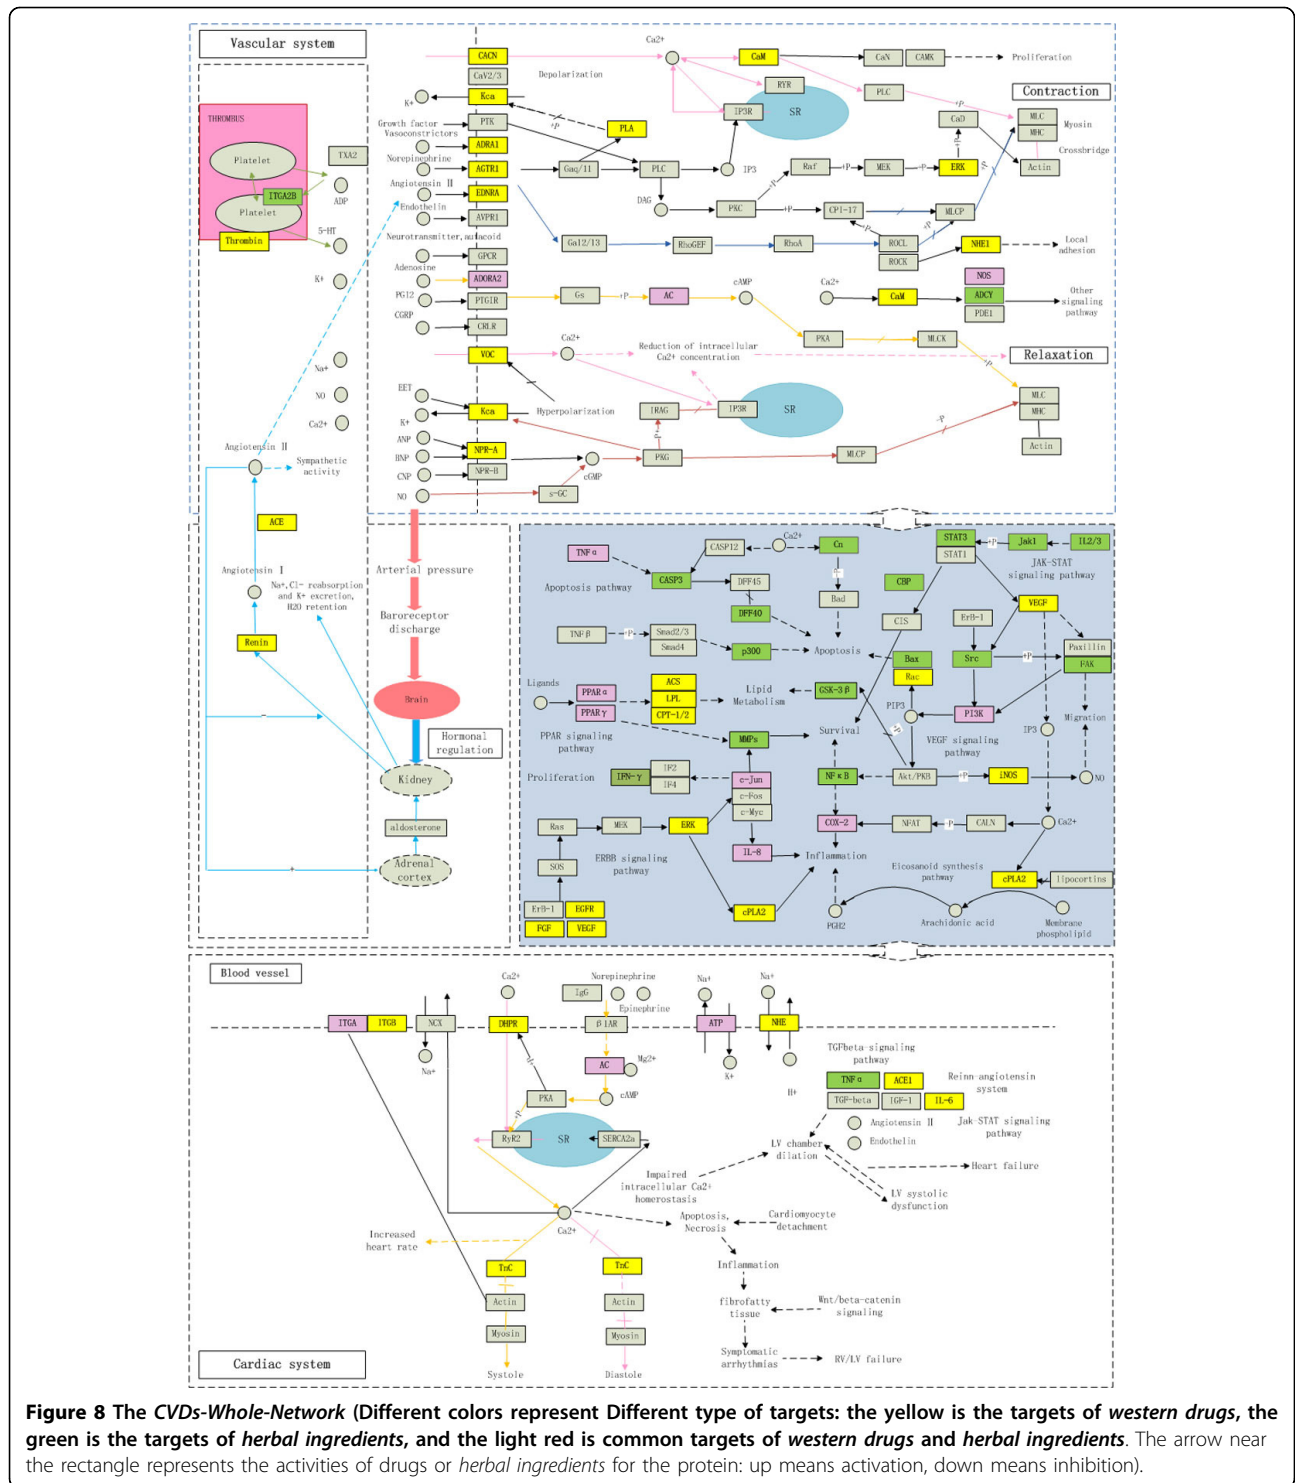 Vascular system
THROMBUS
Platelet
ITGA2B
Platelet
Thrombin
TXA2
ADP
5-HT
K+
Na+
NO
Ca2+
Angiotensin II
Sympathetic
activity
ACE
Angiotensin I
Na+,Cl- reabsorption
and K+ excretion,
H2O retention
Renin
CACN
CaV2/3
Depolarization
K+
Kca
Growth factor
PTK
Vasoconstrictors
ADRA1
Norepinephrine
AGTR1
Angiotensin II
EDNRA
Endothelin
AVPR1
Neurotransmitter,autacoid
GPCR
Adenosine
ADORA2
PGI2
PTGIR
CGRP
CRLR
VOC
EET
Kca
K+
Hyperpolarization
ANP
BNP
NPR-A
CNP
NPR-B
NO
s-GC
cGMP
Ca2+
CaM
CaN
CAMK
Proliferation
RYR
SR
IP3R
PLC
+P
Contraction
MLC
MHC
Myosin
Crossbridge
Actin
CaD
+P
+P
PLA
Gaq/11
PLC
IP3
Raf
+P
MEK
+P
ERK
+P
DAG
PKC
+P
CPI-17
MLCP
Ga12/13
RhoGEF
RhoA
ROCL
ROCK
+P
NHE1
Local
adhesion
NOS
Gs
+P
AC
cAMP
Ca2+
CaM
ADCY
PDE1
Other
signaling
pathway
PKA
MLCK
+P
Ca2+
Reduction of intracellular
Ca2+ concentration
Relaxation
IRAG
IP3R
SR
MLC
MHC
Actin
PKG
MLCP
-P
Arterial pressure
Baroreceptor
discharge
Brain
Hormonal
regulation
Kidney
aldosterone
Adrenal
cortex
-
+
TNFα
CASP12
Ca2+
Cn
Apoptosis pathway
CASP3
DFF45
DFF40
Bad
TNFβ
+P
Smad2/3
Smad4
p300
Apoptosis
STAT3
STAT1
+P
Jak1
IL2/3
JAK-STAT
signaling pathway
CBP
CIS
VEGF
ErB-1
Paxillin
FAK
Src
+P
Bax
Rac
Ligands
PPARα
PPARγ
ACS
LPL
CPT-1/2
Lipid
Metabolism
GSK-3β
PPAR signaling
pathway
MMPs
Survival
PIP3
PI3K
IP3
Migration
VEGF signaling
pathway
Proliferation
IFN-γ
IF2
IF4
c-Jun
c-Fos
c-Myc
NFκB
Akt/PKB
+P
iNOS
NO
Ras
MEK
ERK
ERBB signaling
pathway
IL-8
COX-2
NFAT
-P
CALN
Ca2+
Inflammation
SOS
Eicosanoid synthesis
pathway
cPLA2
lipocortins
ErB-1
EGFR
FGF
VEGF
cPLA2
PGH2
Arachidonic acid
Membrane
phospholipid
Blood vessel
ITGA
ITGB
NCX
Na+
Ca2+
DHPR
IgG
Norepinephrine
Epinephrine
β1AR
AC
Mg2+
cAMP
PKA
+P
+P
RyR2
SR
SERCA2a
Na+
ATP
K+
Na+
NHE
H+
TGFbeta-signaling
pathway
TNFα
ACE1
Reinn-angiotensin
system
TGF-beta
IGF-1
IL-6
Jak-STAT signaling
pathway
Angiotensin II
Endothelin
LV chamber
dilation
Heart failure
LV systolic
dysfunction
Impaired
intracellular Ca2+
homerostasis
Ca2+
Apoptosis,
Necrosis
Cardiomyocyte
detachment
Increased
heart rate
TnC
TnC
Inflammation
Actin
Actin
fibrofatty
tissue
Wnt/beta-catenin
signaling
Myosin
Myosin
Symptomatic
arrhythmias
RV/LV failure
Systole
Diastole
Cardiac system
Figure 8 The CVDs-Whole-Network (Different colors represent Different type of targets: the yellow is the targets of western drugs, the
green is the targets of herbal ingredients, and the light red is common targets of western drugs and herbal ingredients. The arrow near
the rectangle represents the activities of drugs or herbal ingredients for the protein: up means activation, down means inhibition).